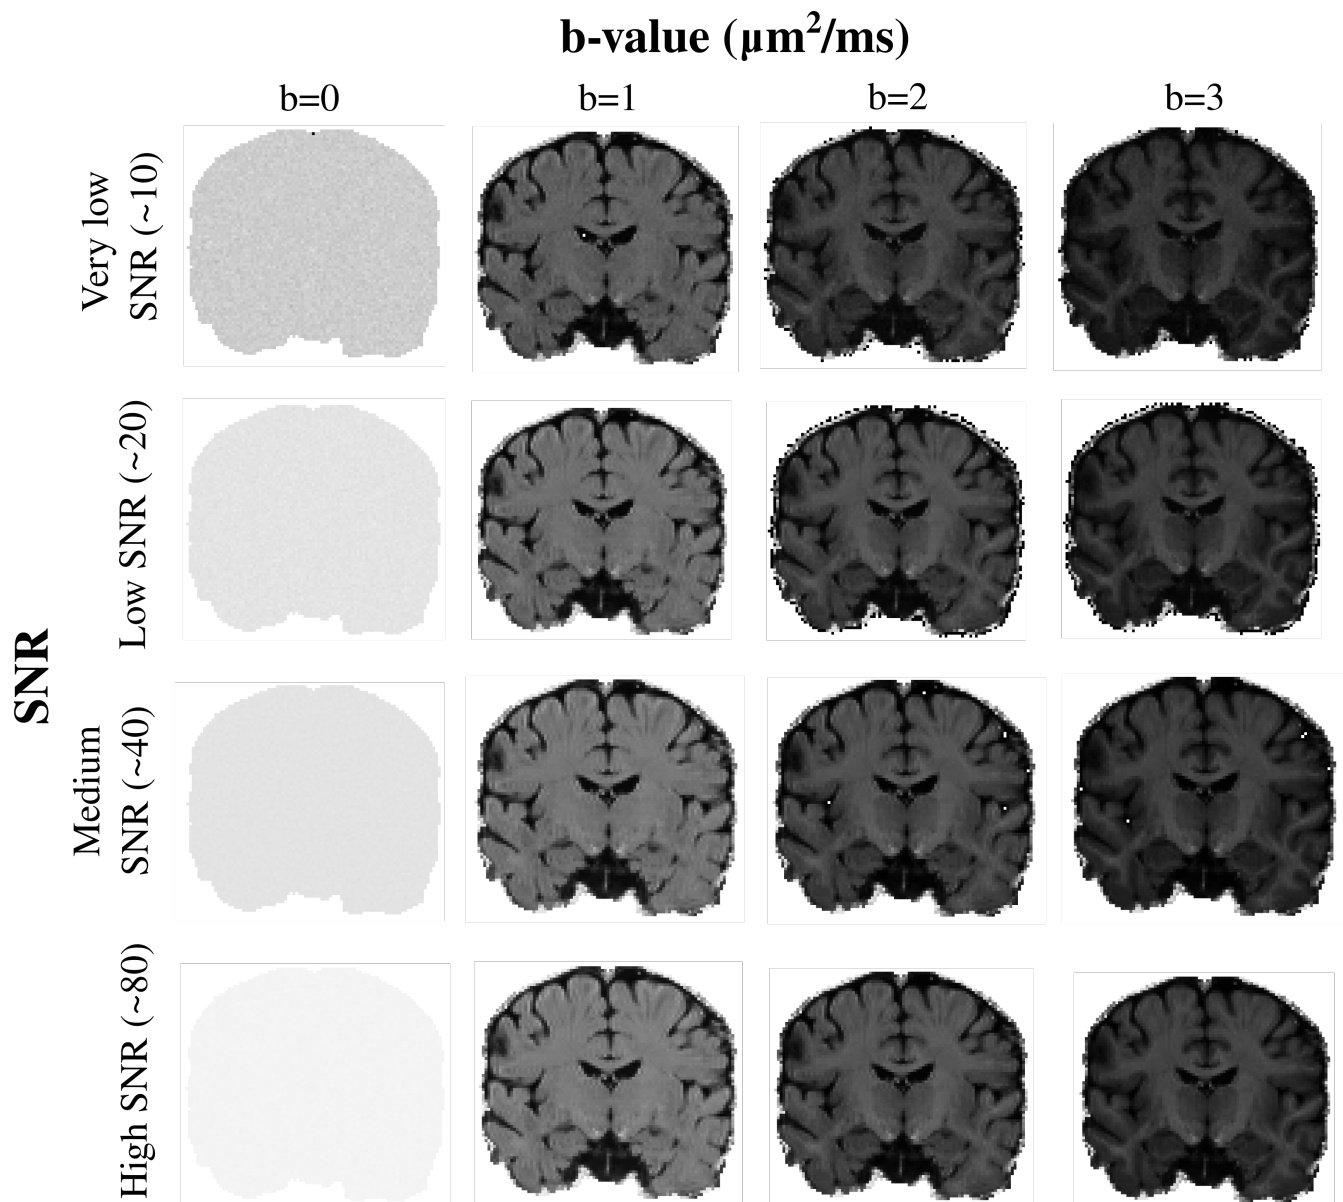 b-value (µm²/ms)
b=0
b=1
b=2
b=3
SNR
Very low
SNR (~10)
Low SNR (~20)
Medium
SNR (~40)
High SNR (~80)